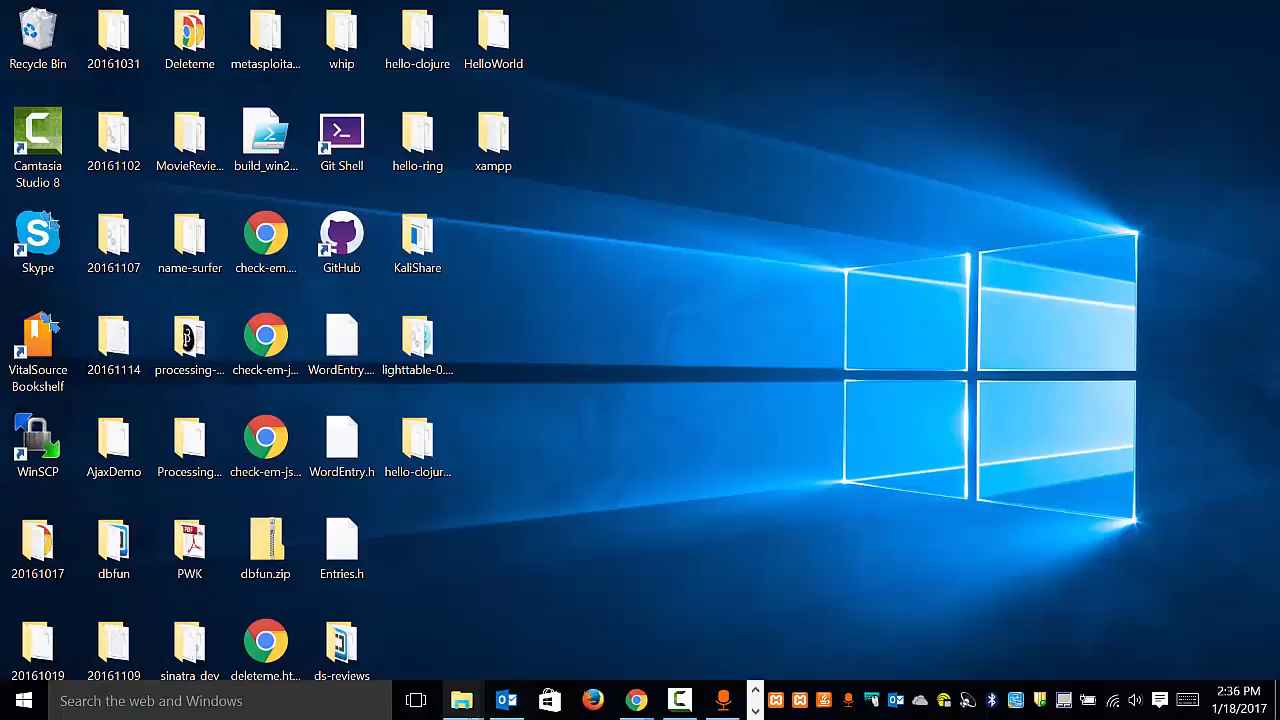 Recycle Bin
20161031
Deleteme
metasploita...
whip
hello-clojure
HelloWorld
Camtasia
Studio 8
20161102
MovieRevie...
build_win2...
Git Shell
hello-ring
xampp
Skype
20161107
name-surfer
check-em....
GitHub
KaliShare
VitalSource
Bookshelf
20161114
processing-...
check-em-j...
WordEntry....
lighttable-0....
WinSCP
AjaxDemo
Processing...
check-em-js...
WordEntry.h
hello-clojur...
20161017
dbfun
PWK
dbfun.zip
Entries.h
20161019
20161109
sinatra_dev
deleteme.ht...
ds-reviews
Search the web and Windows
2:36 PM
1/18/2017